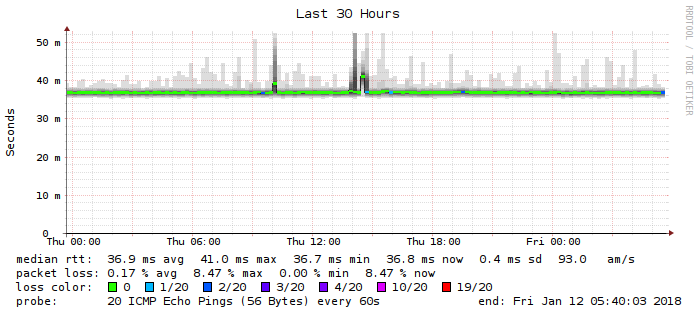 Last 30 Hours
RRDTOOL / TOBI OETIKER
Seconds
50 m
40 m
30 m
20 m
10 m
0
Thu 00:00 Thu 06:00 Thu 12:00 Thu 18:00 Fri 00:00
median rtt: 36.9 ms avg 41.0 ms max 36.7 ms min 36.8 ms now 0.4 ms sd 93.0 am/s
packet loss: 0.17 % avg 8.47 % max 0.00 % min 8.47 % now
loss color: 0 1/20 2/20 3/20 4/20 10/20 19/20
probe: 20 ICMP Echo Pings (56 Bytes) every 60s end: Fri Jan 12 05:40:03 2018